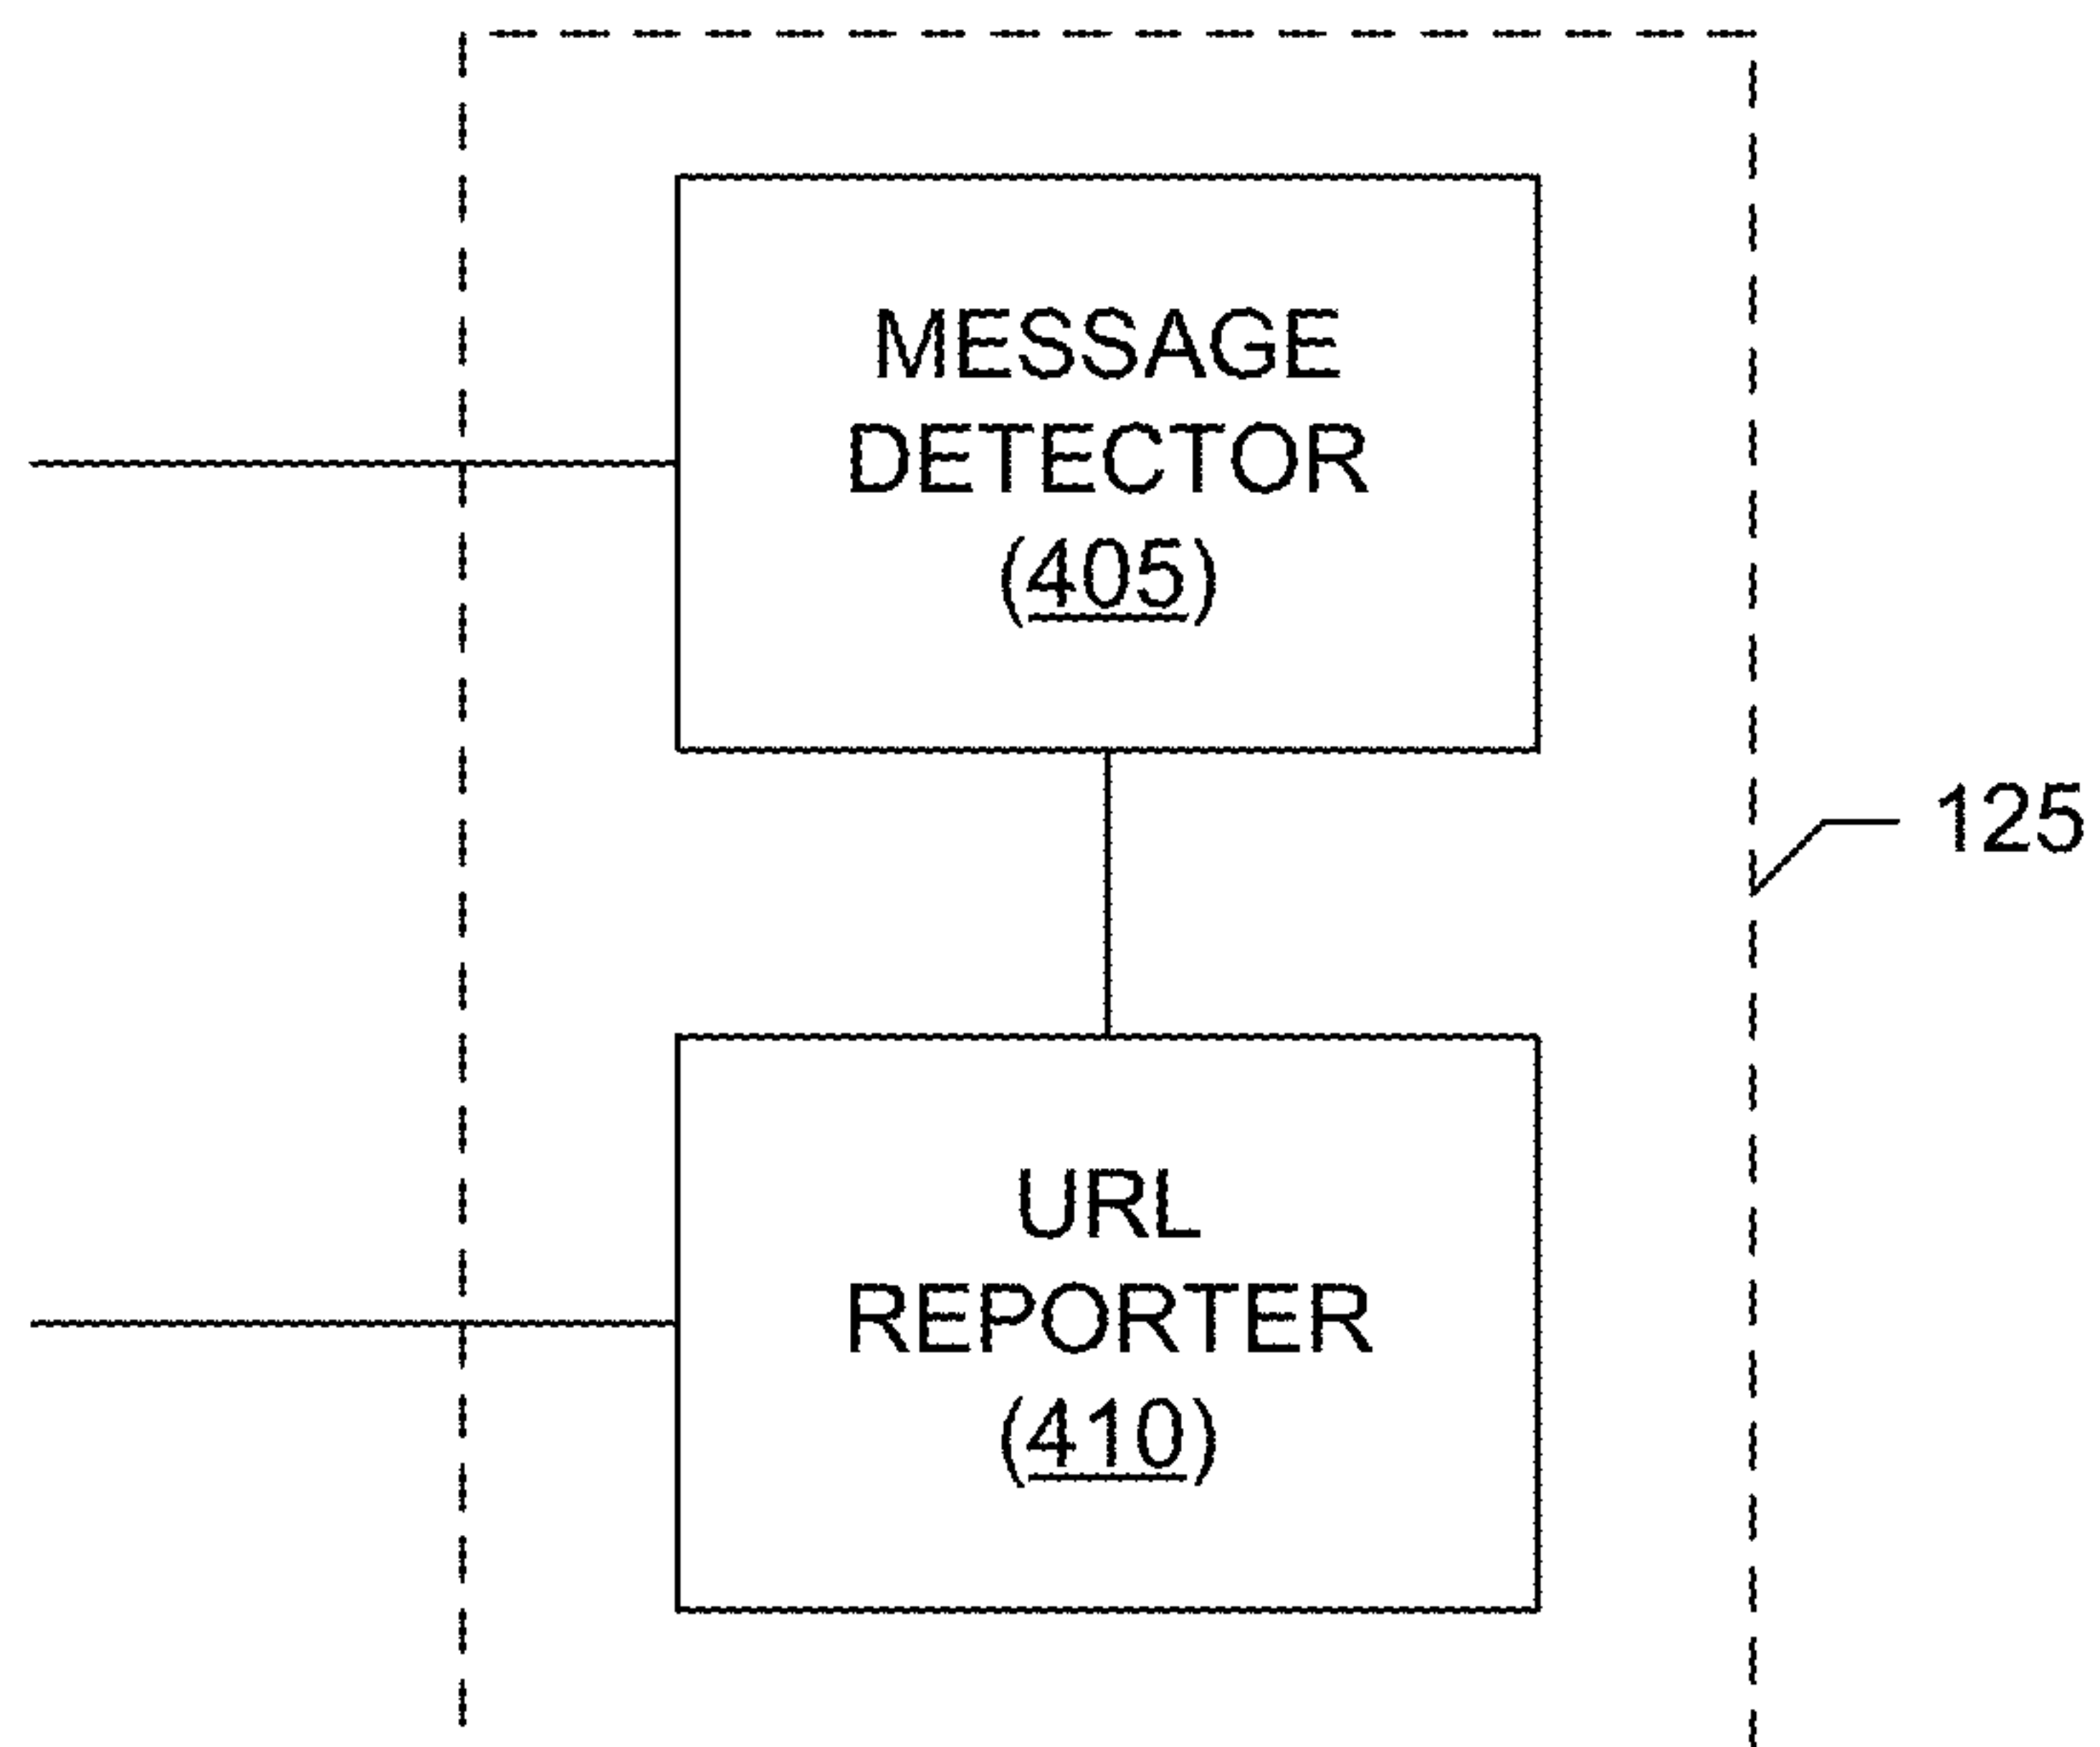 MESSAGE
DETECTOR
(405)
125
URL
REPORTER
(410)